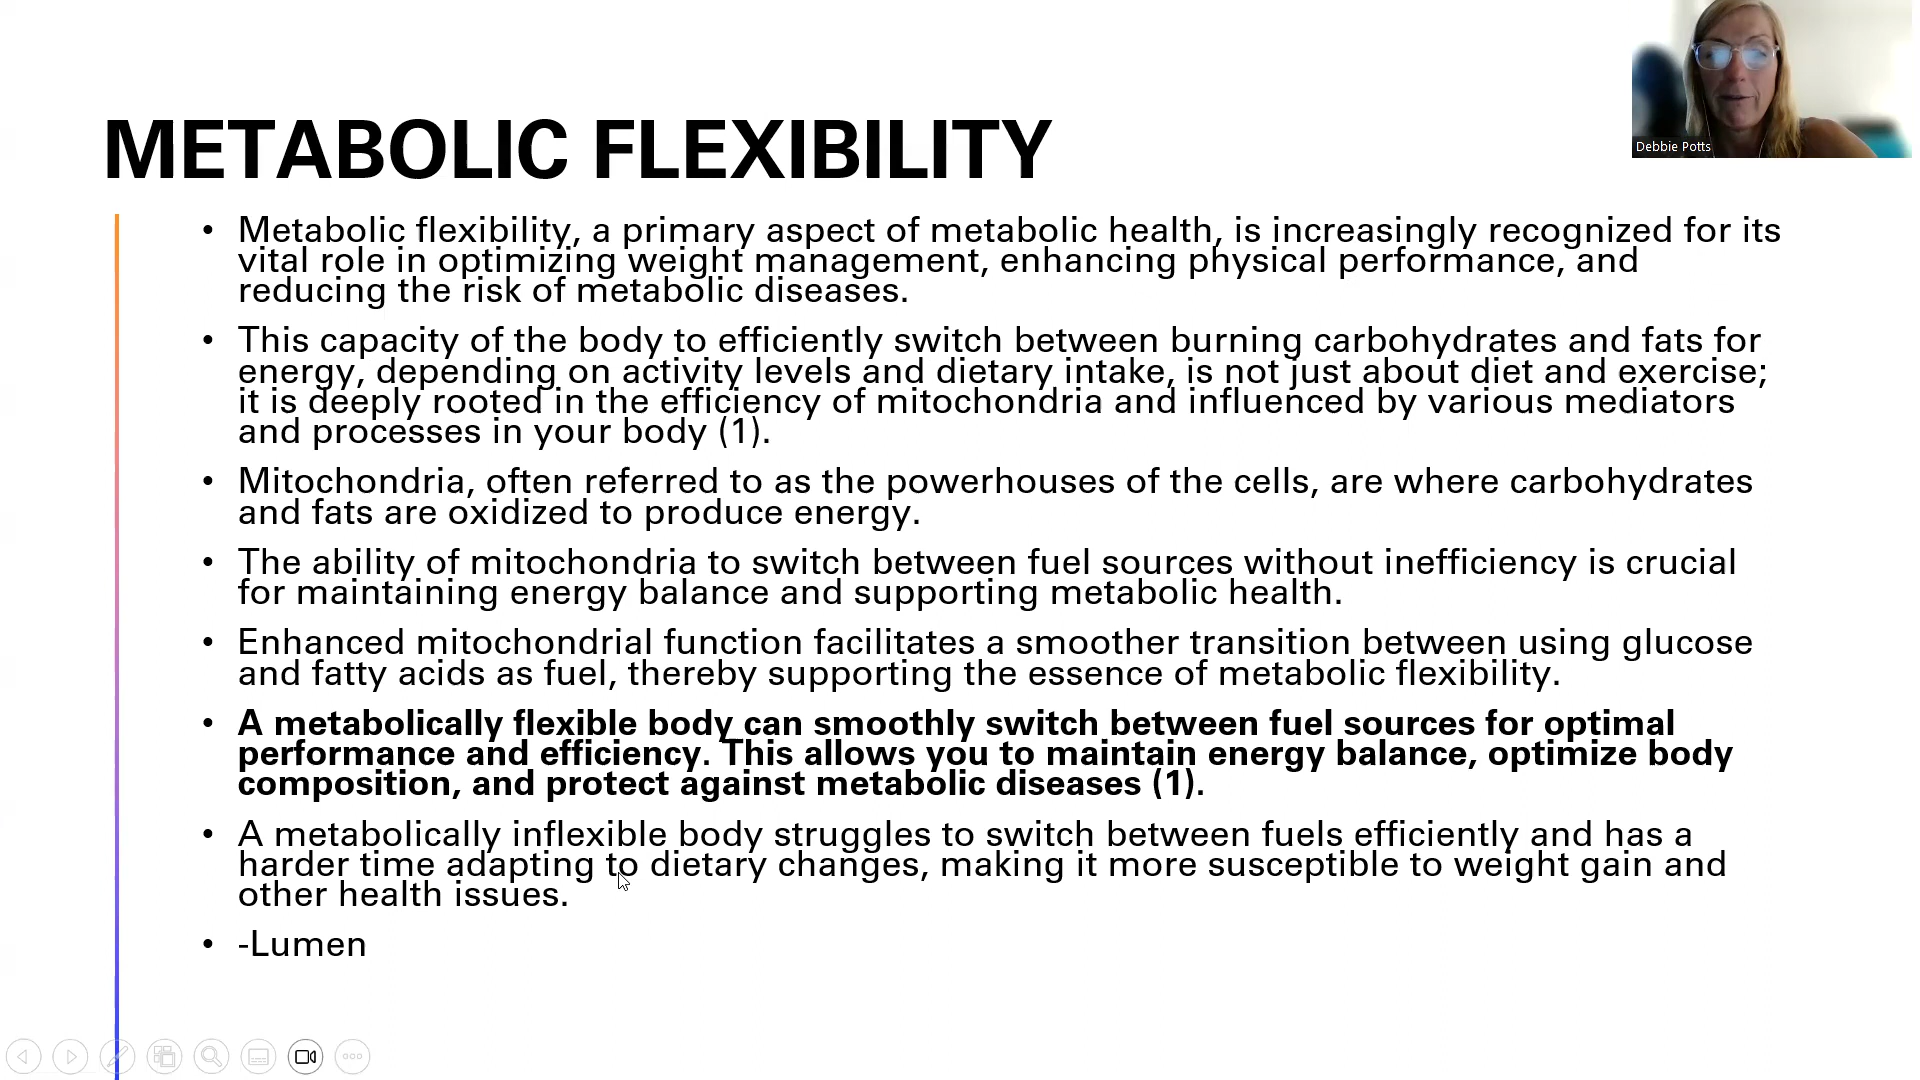 Debbie Potts
METABOLIC FLEXIBILITY
• Metabolic flexibility, a primary aspect of metabolic health, is increasingly recognized for its
vital role in optimizing weight management, enhancing physical performance, and
reducing the risk of metabolic diseases.
• This capacity of the body to efficiently switch between burning carbohydrates and fats for
energy, depending on activity levels and dietary intake, is not just about diet and exercise;
it is deeply rooted in the efficiency of mitochondria and influenced by various mediators
and processes in your body (1).
• Mitochondria, often referred to as the powerhouses of the cells, are where carbohydrates
and fats are oxidized to produce energy.
• The ability of mitochondria to switch between fuel sources without inefficiency is crucial
for maintaining energy balance and supporting metabolic health.
• Enhanced mitochondrial function facilitates a smoother transition between using glucose
and fatty acids as fuel, thereby supporting the essence of metabolic flexibility.
• A metabolically flexible body can smoothly switch between fuel sources for optimal
performance and efficiency. This allows you to maintain energy balance, optimize body
composition, and protect against metabolic diseases (1).
• A metabolically inflexible body struggles to switch between fuels efficiently and has a
harder time adapting to dietary changes, making it more susceptible to weight gain and
other health issues.
• -Lumen